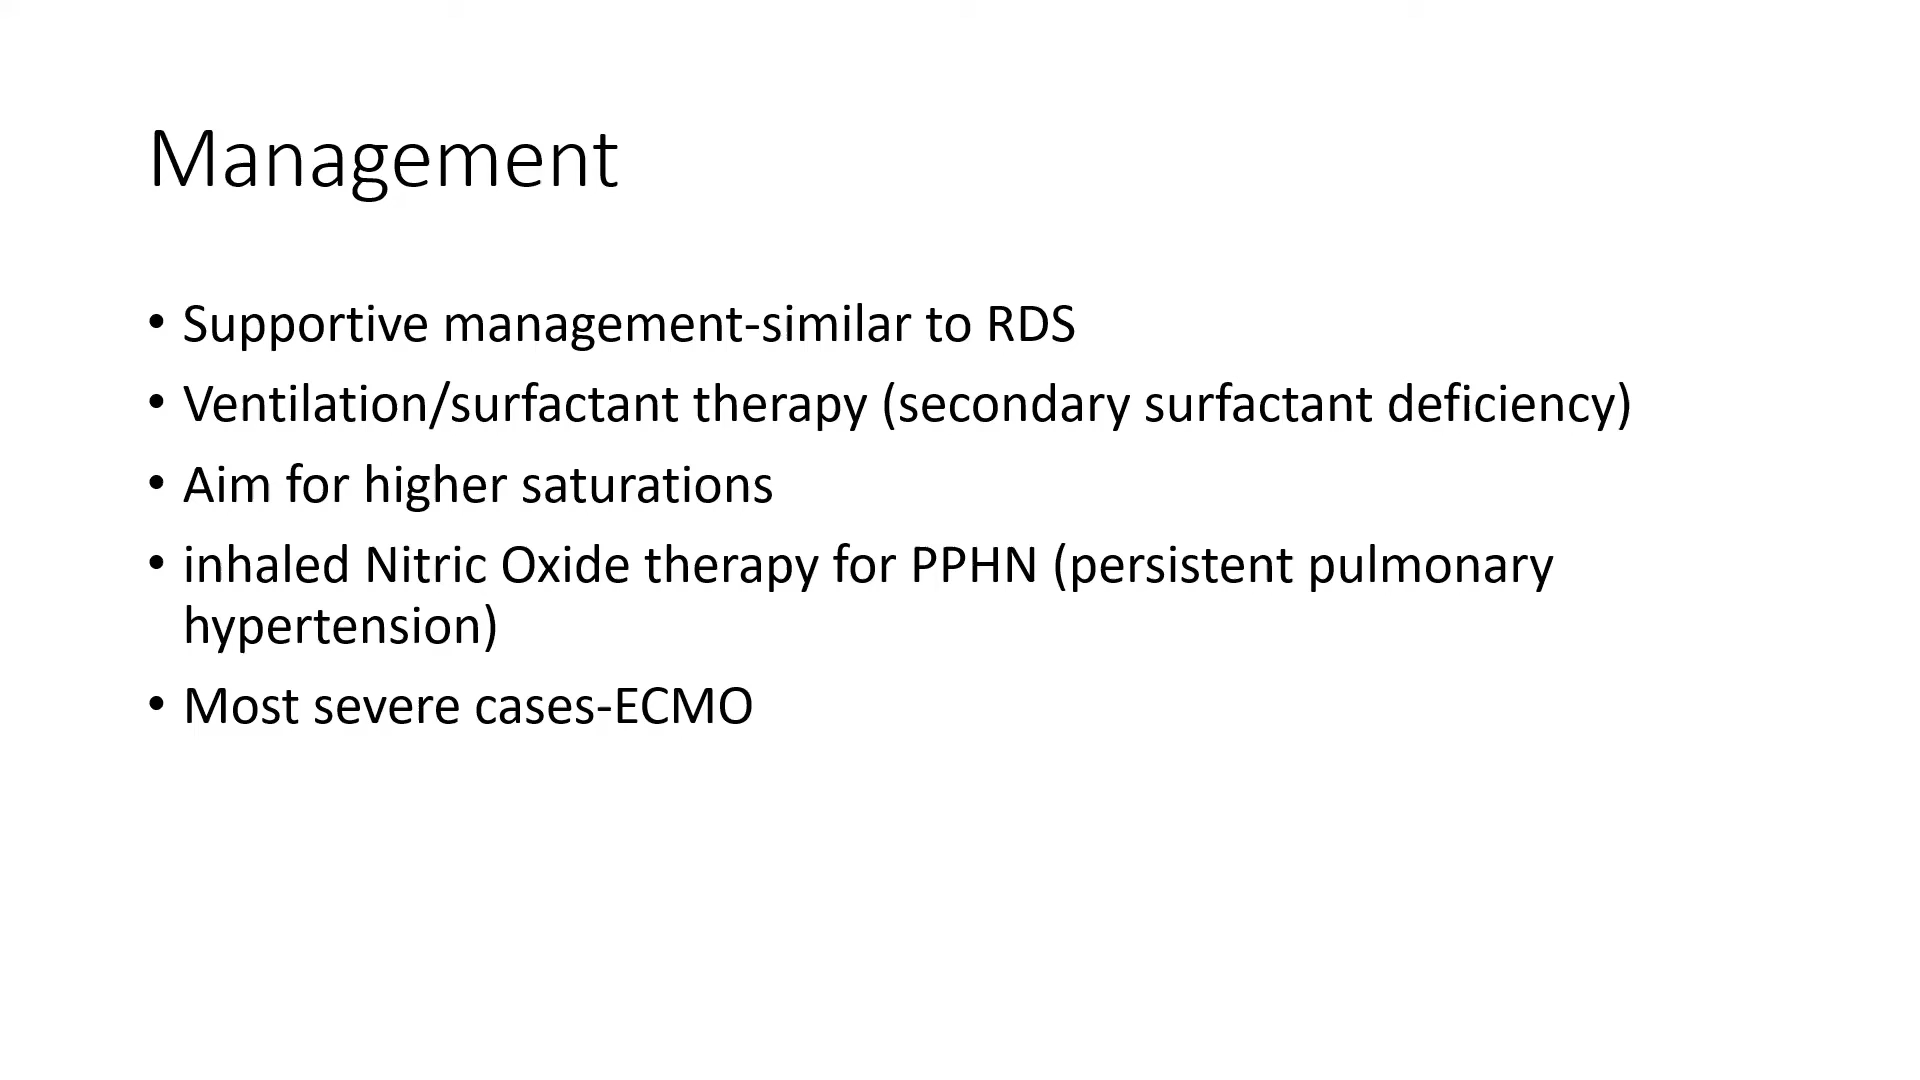 Management
• Supportive management-similar to RDS
• Ventilation/surfactant therapy (secondary surfactant deficiency)
• Aim for higher saturations
• inhaled Nitric Oxide therapy for PPHN (persistent pulmonary
hypertension)
• Most severe cases-ECMO